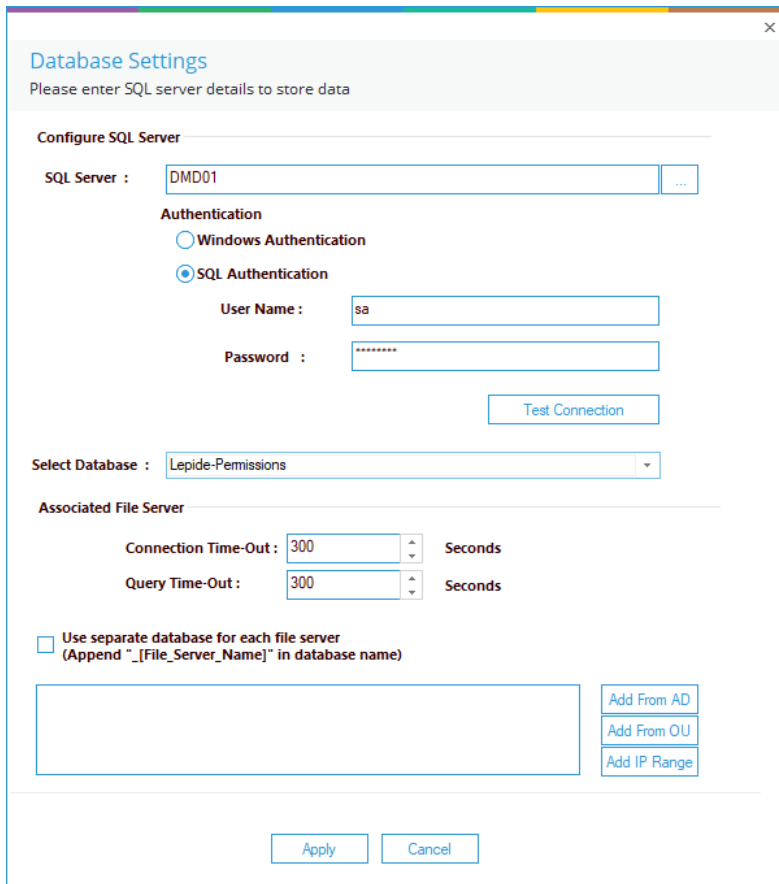 ×
Database Settings
Please enter SQL server details to store data
Configure SQL Server
SQL Server : DMD01 ...
Authentication
Windows Authentication
SQL Authentication
User Name : sa
Password : ********
Test Connection
Select Database : Lepide-Permissions
Associated File Server
Connection Time-Out : 300 Seconds
Query Time-Out : 300 Seconds
Use separate database for each file server
(Append "_[File_Server_Name]" in database name)
Add From AD
Add From OU
Add IP Range
Apply Cancel